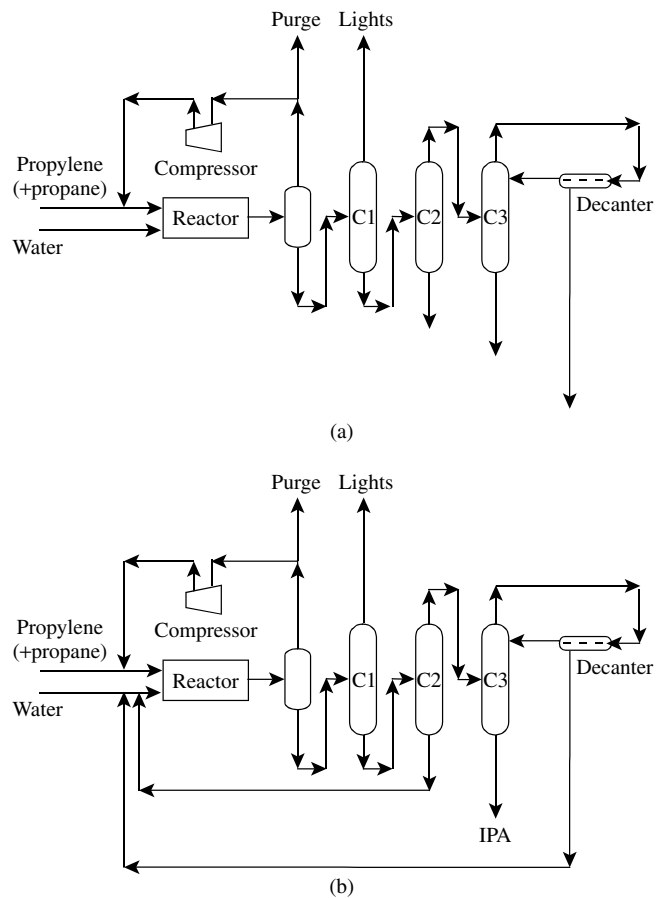 Purge
Lights
Compressor
Propylene
(+propane)
Reactor
Water
C1
C2
C3
Decanter
(a)
Purge
Lights
Compressor
Propylene
(+propane)
Reactor
Water
C1
C2
C3
Decanter
IPA
(b)